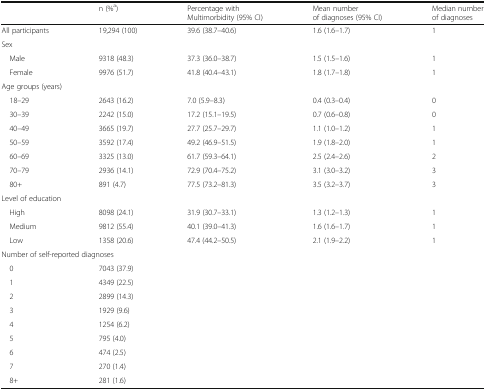 n (%a) Percentage with Multimorbidity (95% CI) Mean number of diagnoses (95% CI) Median number of diagnoses
All participants 19,294 (100) 39.6 (38.7–40.6) 1.6 (1.6–1.7) 1
Sex
Male 9318 (48.3) 37.3 (36.0–38.7) 1.5 (1.5–1.6) 1
Female 9976 (51.7) 41.8 (40.4–43.1) 1.8 (1.7–1.8) 1
Age groups (years)
18–29 2643 (16.2) 7.0 (5.9–8.3) 0.4 (0.3–0.4) 0
30–39 2242 (15.0) 17.2 (15.1–19.5) 0.7 (0.6–0.8) 0
40–49 3665 (19.7) 27.7 (25.7–29.7) 1.1 (1.0–1.2) 1
50–59 3592 (17.4) 49.2 (46.9–51.5) 1.9 (1.8–2.0) 1
60–69 3325 (13.0) 61.7 (59.3–64.1) 2.5 (2.4–2.6) 2
70–79 2936 (14.1) 72.9 (70.4–75.2) 3.1 (3.0–3.2) 3
80+ 891 (4.7) 77.5 (73.2–81.3) 3.5 (3.2–3.7) 3
Level of education
High 8098 (24.1) 31.9 (30.7–33.1) 1.3 (1.2–1.3) 1
Medium 9812 (55.4) 40.1 (39.0–41.3) 1.6 (1.6–1.7) 1
Low 1358 (20.6) 47.4 (44.2–50.5) 2.1 (1.9–2.2) 1
Number of self-reported diagnoses
0 7043 (37.9)
1 4349 (22.5)
2 2899 (14.3)
3 1929 (9.6)
4 1254 (6.2)
5 795 (4.0)
6 474 (2.5)
7 270 (1.4)
8+ 281 (1.6)